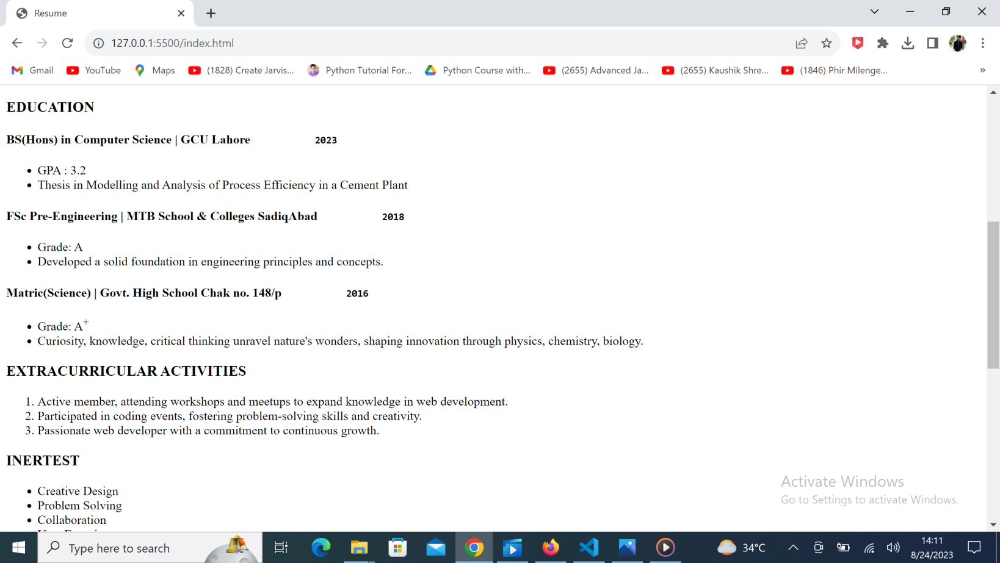 Resume
127.0.0.1:5500/index.html
Gmail YouTube Maps (1828) Create Jarvis... Python Tutorial For... Python Course with... (2655) Advanced Ja... (2655) Kaushik Shre... (1846) Phir Milenge... »
EDUCATION
BS(Hons) in Computer Science | GCU Lahore 2023
• GPA : 3.2
• Thesis in Modelling and Analysis of Process Efficiency in a Cement Plant
FSc Pre-Engineering | MTB School & Colleges SadiqAbad 2018
• Grade: A
• Developed a solid foundation in engineering principles and concepts.
Matric(Science) | Govt. High School Chak no. 148/p 2016
• Grade: A+
• Curiosity, knowledge, critical thinking unravel nature's wonders, shaping innovation through physics, chemistry, biology.
EXTRACURRICULAR ACTIVITIES
1. Active member, attending workshops and meetups to expand knowledge in web development.
2. Participated in coding events, fostering problem-solving skills and creativity.
3. Passionate web developer with a commitment to continuous growth.
INERTEST
• Creative Design
• Problem Solving
• Collaboration
Activate Windows
Go to Settings to activate Windows.
Type here to search
34°C
14:11
8/24/2023